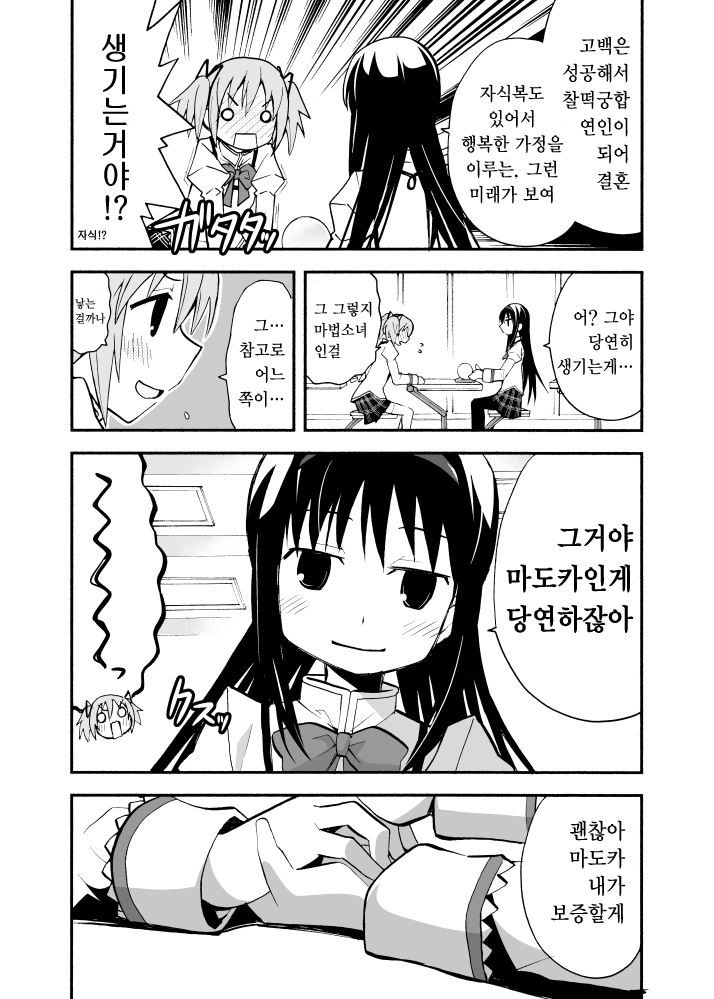 고백은
성공해서
찰떡궁합
연인이
되어
결혼
자식복도
있어서
행복한 가정을
이루는, 그런
미래가 보여
생기는거야!?
자식!?
ガタタッ
어? 그야
당연히
생기는게…
그 그렇지
마법소녀
인걸
그…
참고로
어느
쪽이…
낳는
걸까나
그거야
마도카인게
당연하잖아
クスッ
괜찮아
마도카
내가
보증할게